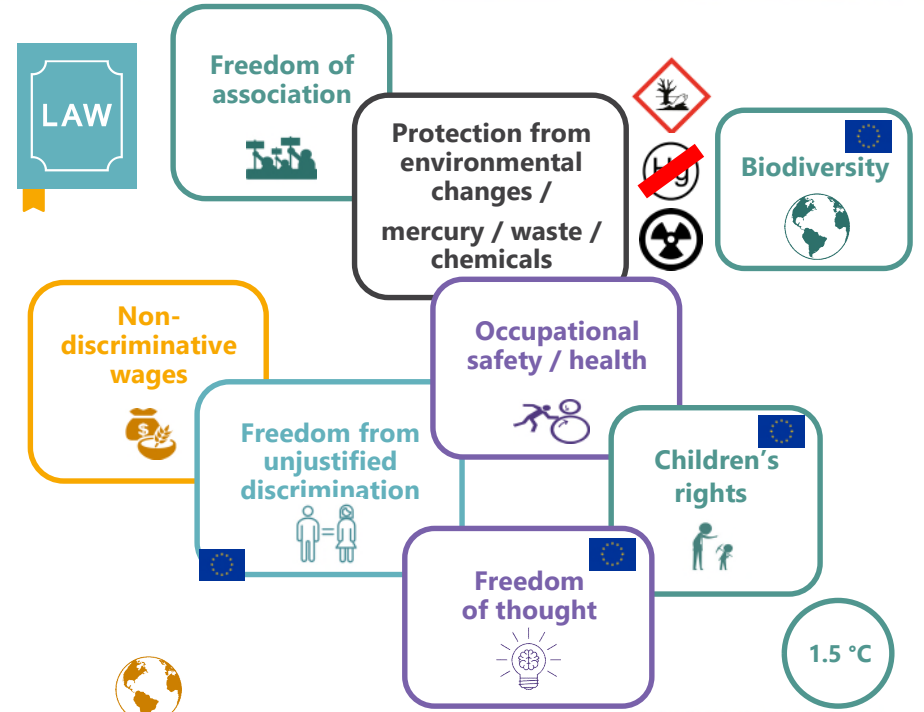 LAW
Freedom of
association
Protection from
environmental
changes /
mercury / waste /
chemicals
Hg
Biodiversity
Non-
discriminative
wages
$
Occupational
safety / health
Freedom from
unjustified
discrimination
=
Children's
rights
Freedom
of thought
1.5 °C